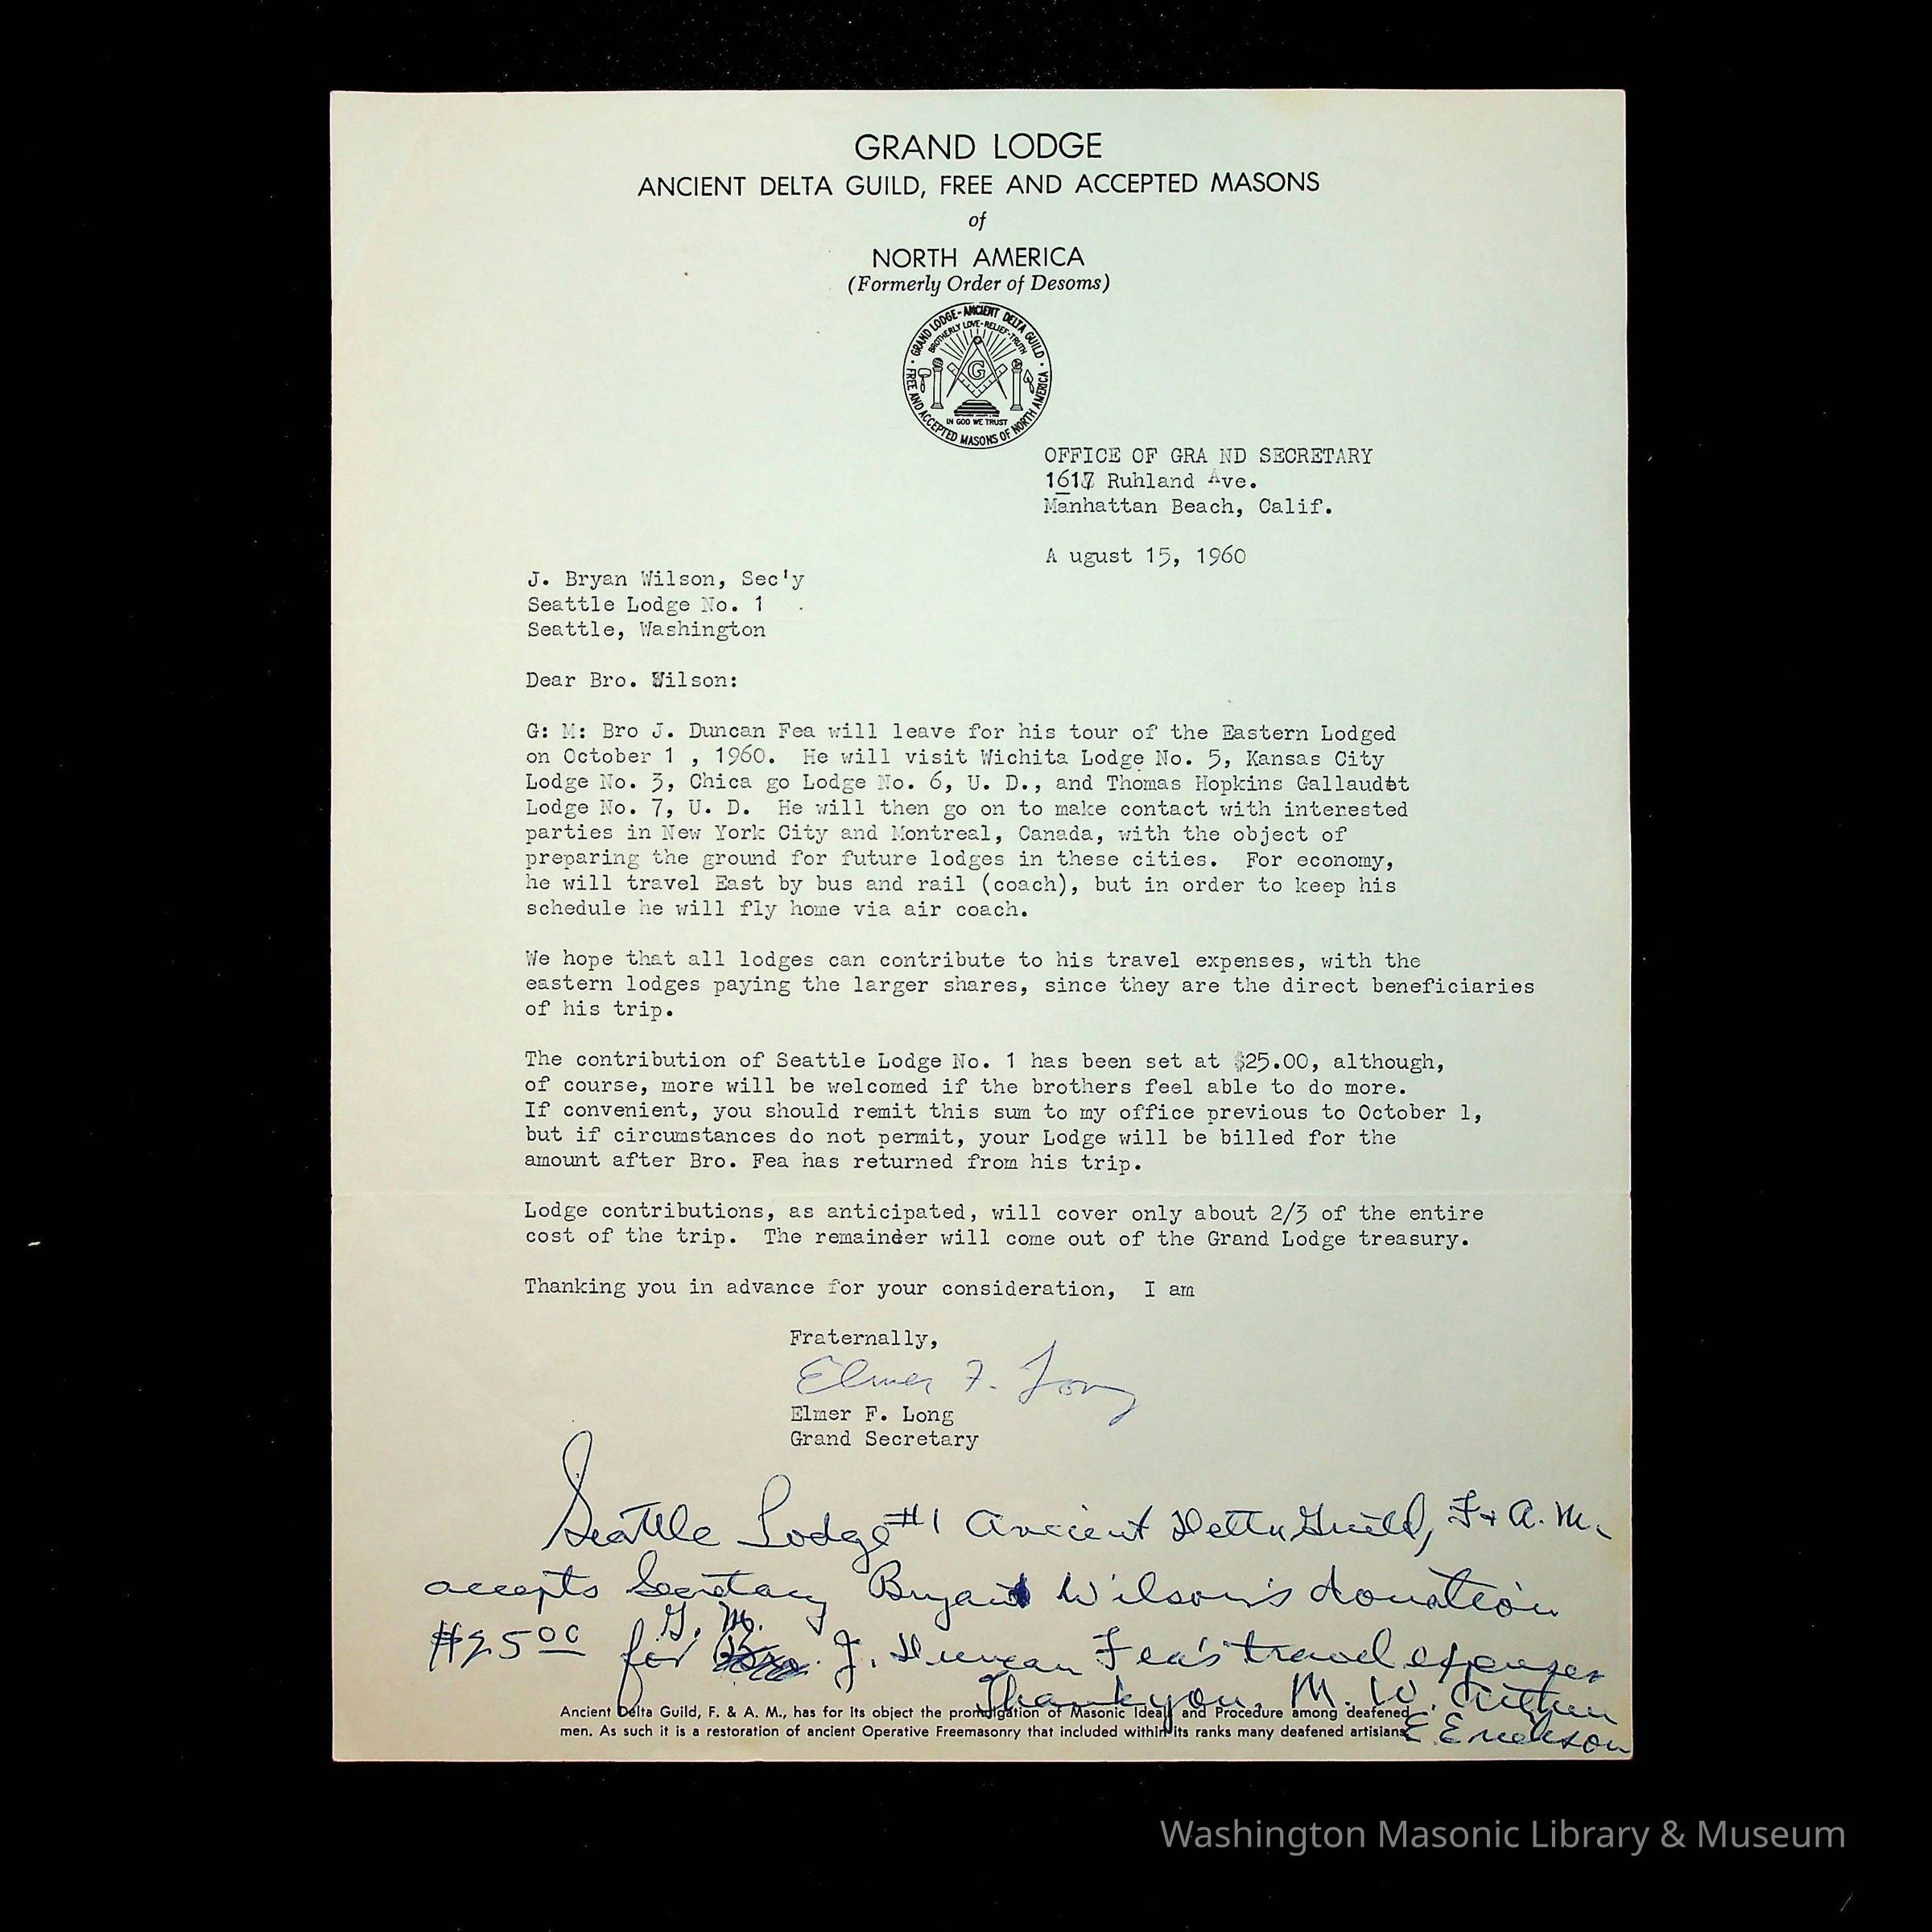 GRAND LODGE
ANCIENT DELTA GUILD, FREE AND ACCEPTED MASONS
of
NORTH AMERICA
(Formerly Order of Desoms)
· GRAND LODGE - ANCIENT DELTA GUILD ·
FREE AND ACCEPTED MASONS OF NORTH AMERICA
BROTHERLY LOVE - RELIEF - TRUTH
G
IN GOD WE TRUST
OFFICE OF GRA ND SECRETARY
1617 Ruhland Ave.
Manhattan Beach, Calif.
A ugust 15, 1960
J. Bryan Wilson, Sec'y
Seattle Lodge No. 1
Seattle, Washington
Dear Bro. Wilson:
G: M: Bro J. Duncan Fea will leave for his tour of the Eastern Lodged
on October 1 , 1960. He will visit Wichita Lodge No. 5, Kansas City
Lodge No. 3, Chica go Lodge No. 6, U. D., and Thomas Hopkins Gallaudet
Lodge No. 7, U. D. He will then go on to make contact with interested
parties in New York City and Montreal, Canada, with the object of
preparing the ground for future lodges in these cities. For economy,
he will travel East by bus and rail (coach), but in order to keep his
schedule he will fly home via air coach.
We hope that all lodges can contribute to his travel expenses, with the
eastern lodges paying the larger shares, since they are the direct beneficiaries
of his trip.
The contribution of Seattle Lodge No. 1 has been set at $25.00, although,
of course, more will be welcomed if the brothers feel able to do more.
If convenient, you should remit this sum to my office previous to October 1,
but if circumstances do not permit, your Lodge will be billed for the
amount after Bro. Fea has returned from his trip.
Lodge contributions, as anticipated, will cover only about 2/3 of the entire
cost of the trip. The remainder will come out of the Grand Lodge treasury.
Thanking you in advance for your consideration, I am
Fraternally,
Elmer F. Long
Elmer F. Long
Grand Secretary
Seattle Lodge #1 Ancient Delta Guild, F & A. M.
accepts Secretary Bryan Wilson's donation
$25.00 for G. M. J. Duncan Fea's travel expenses
Thank you. M. W. Arthur
E. Erickson
Ancient Delta Guild, F. & A. M., has for its object the promulgation of Masonic Ideals and Procedure among deafened
men. As such it is a restoration of ancient Operative Freemasonry that included within its ranks many deafened artisians.
Washington Masonic Library & Museum